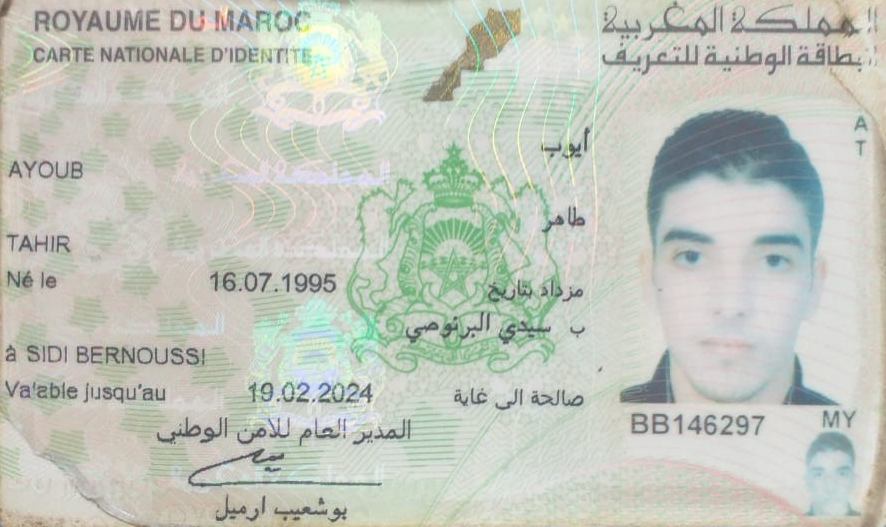 ROYAUME DU MAROC
المملكة المغربية
CARTE NATIONALE D'IDENTITE
البطاقة الوطنية للتعريف
أيوب
AYOUB
طاهر
TAHIR
Né le 16.07.1995 مزداد بتاريخ
ب سيدي البرنوصي
à SIDI BERNOUSSI
Valable jusqu'au 19.02.2024 صالحة الى غاية
المدير العام للأمن الوطني
بوشعيب ارميل
A
T
BB146297
MY